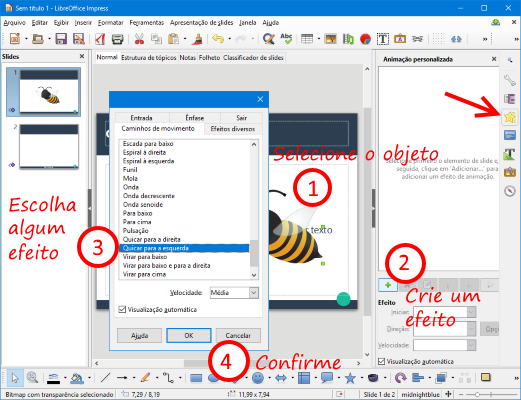 Sem título 1 - LibreOffice Impress
Arquivo Editar Exibir Inserir Formatar Ferramentas Apresentação de slides Janela Ajuda
Slides
Normal Estrutura de tópicos Notas Folheto Classificador de slides
Animação personalizada
1
2
Entrada Ênfase Sair
Caminhos de movimento Efeitos diversos
Escada para baixo
Espiral à direita
Espiral à esquerda
Funil
Mola
Onda
Onda decrescente
Onda senoide
Para baixo
Para cima
Pulsação
Quicar para a direita
Quicar para a esquerda
Virar para baixo
Virar para baixo e para a direita
Virar para cima
Velocidade: Média
Visualização automática
Ajuda OK Cancelar
texto
Selecione o objeto
1
Escolha
algum
efeito
3
primeiro o elemento de slide e,
seguida, clique em 'Adicionar...' para
adicionar um efeito de animação.
2
Crie um
efeito
Efeito
Iniciar:
Direção:
Velocidade:
Visualização automática
4
Confirme
Bitmap com transparência selecionado 7,29 / 8,19 11,99 x 7,94 Slide 1 de 2 midnightblue